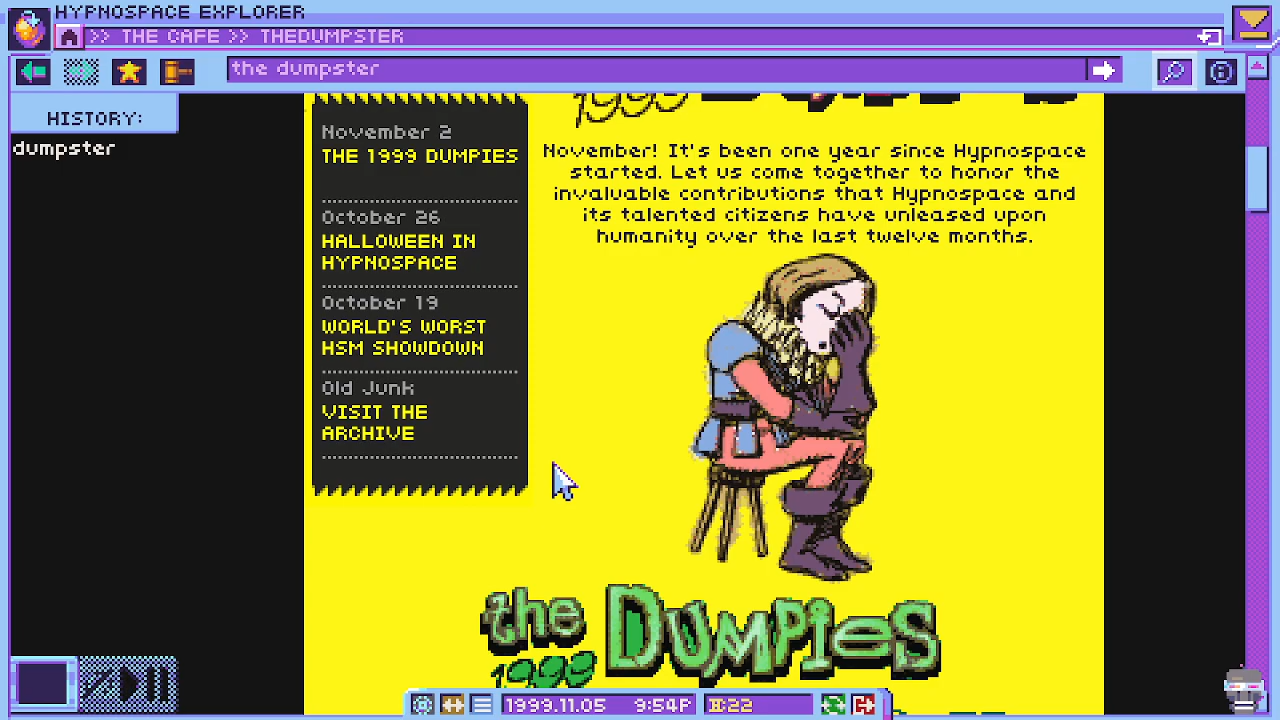 HYPNOSPACE EXPLORER
>> THE CAFE >> THEDUMPSTER
the dumpster
HISTORY:
dumpster
November 2
THE 1999 DUMPIES
October 26
HALLOWEEN IN
HYPNOSPACE
October 19
WORLD'S WORST
HSM SHOWDOWN
Old Junk
VISIT THE
ARCHIVE
1999
November! It's been one year since Hypnospace
started. Let us come together to honor the
invaluable contributions that Hypnospace and
its talented citizens have unleased upon
humanity over the last twelve months.
the DUMPIES
1999
1999.11.05 9:54P